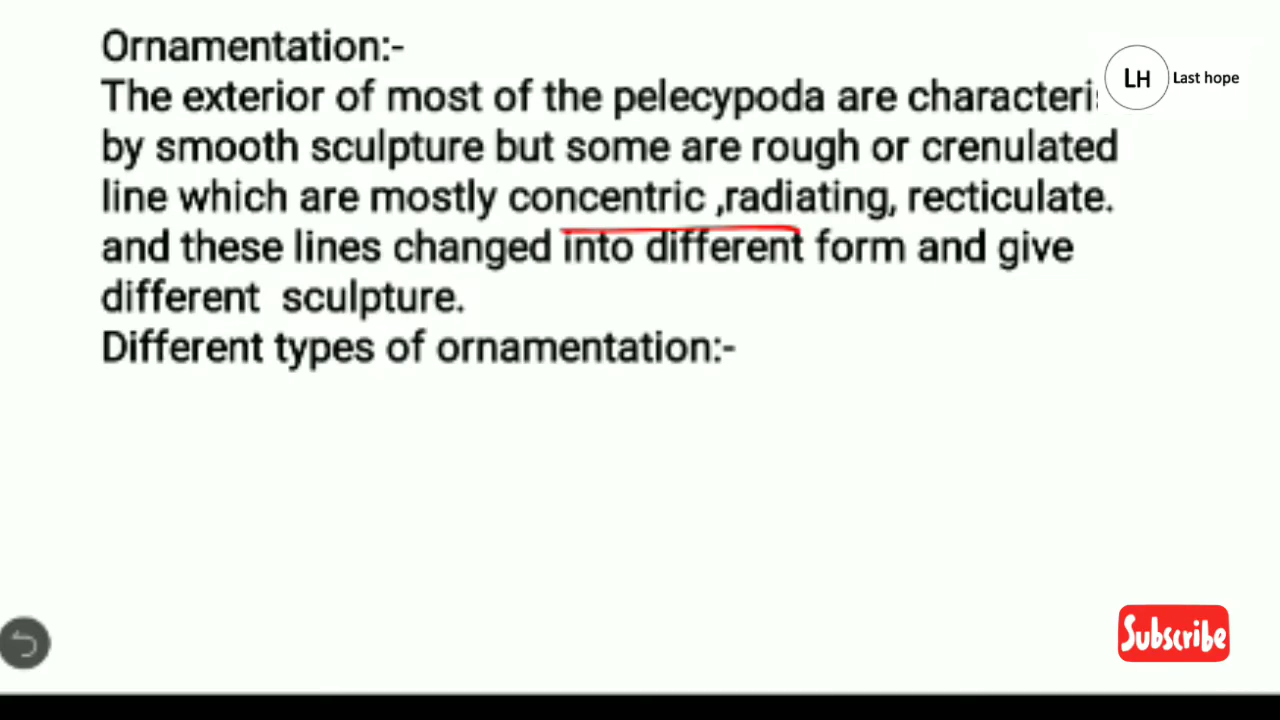 Ornamentation:-
The exterior of most of the pelecypoda are
by smooth sculpture but some are rough or crenulated
line which are mostly concentric ,radiating, recticulate.
and these lines changed into different form and give
different sculpture.
Different types of ornamentation:-
LH Last hope
Subscribe